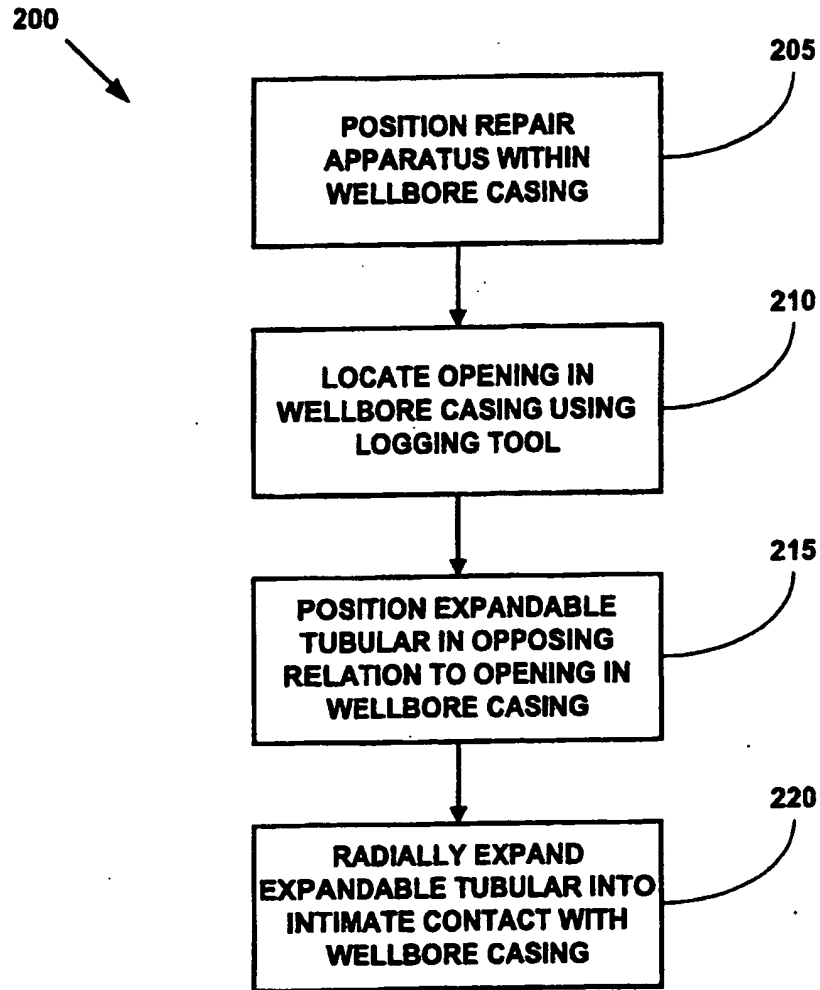 200
205
POSITION REPAIR
APPARATUS WITHIN
WELLBORE CASING
210
LOCATE OPENING IN
WELLBORE CASING USING
LOGGING TOOL
215
POSITION EXPANDABLE
TUBULAR IN OPPOSING
RELATION TO OPENING IN
WELLBORE CASING
220
RADIALLY EXPAND
EXPANDABLE TUBULAR INTO
INTIMATE CONTACT WITH
WELLBORE CASING